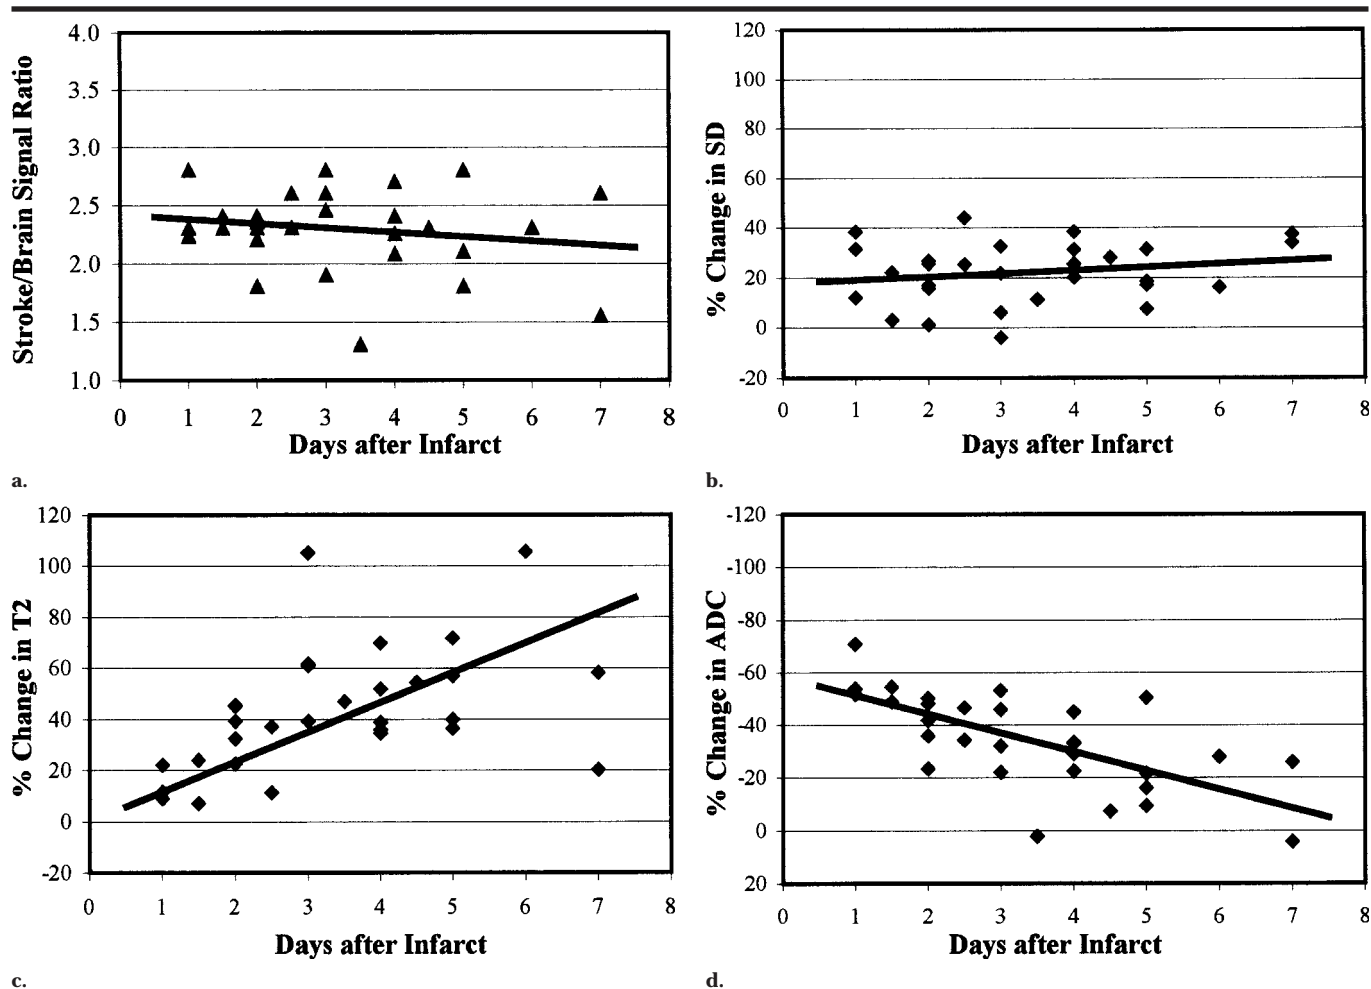 4.0
3.5
3.0
2.5
2.0
1.5
1.0
Stroke/Brain Signal Ratio
0 1 2 3 4 5 6 7 8
Days after Infarct
a.
120
100
80
60
40
20
0
-20
% Change in SD
0 1 2 3 4 5 6 7 8
Days after Infarct
b.
120
100
80
60
40
20
0
-20
% Change in T2
0 1 2 3 4 5 6 7 8
Days after Infarct
c.
-120
-100
-80
-60
-40
-20
0
20
% Change in ADC
0 1 2 3 4 5 6 7 8
Days after Infarct
d.